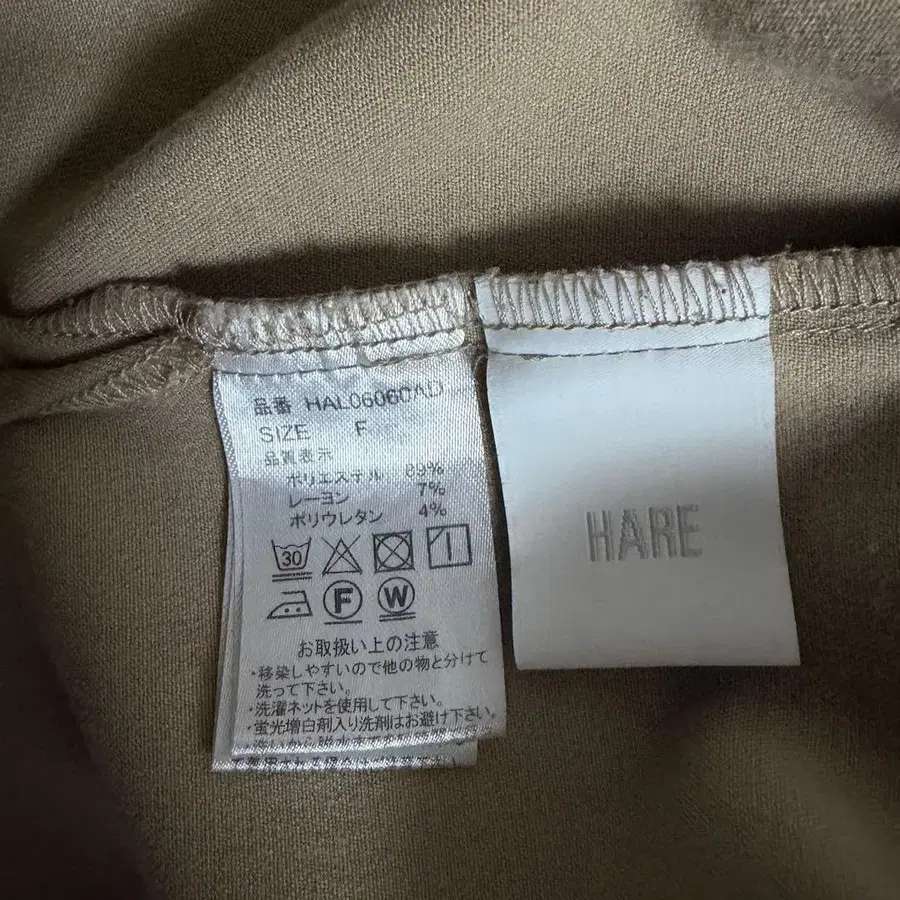 品番 HAL06060AD
SIZE F
品質表示
ポリエステル 89%
レーヨン 7%
ポリウレタン 4%
30
F W
お取扱い上の注意
・移染しやすいので他の物と分けて
洗って下さい。
・洗濯ネットを使用して下さい。
・蛍光増白剤入り洗剤はお避け下さい。
HARE